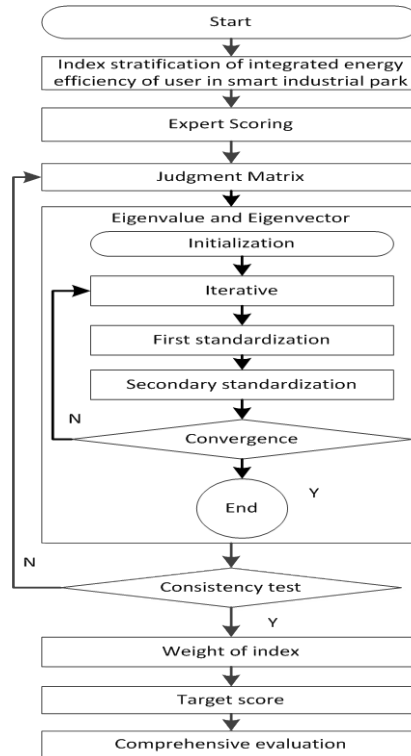 Start
Index stratification of integrated energy
efficiency of user in smart industrial park
Expert Scoring
Judgment Matrix
Eigenvalue and Eigenvector
Initialization
Iterative
First standardization
Secondary standardization
N
Convergence
Y
End
N
Consistency test
Y
Weight of index
Target score
Comprehensive evaluation